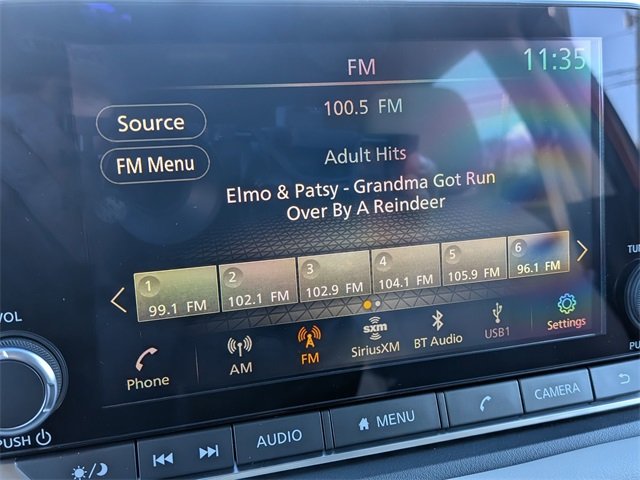 FM
11:35
100.5 FM
Source
Adult Hits
FM Menu
Elmo & Patsy - Grandma Got Run
Over By A Reindeer
1
99.1 FM
2
102.1 FM
3
102.9 FM
4
104.1 FM
5
105.9 FM
6
96.1 FM
Phone
AM
FM
sxm
SiriusXM
BT Audio
USB1
Settings
VOL
PUSH
AUDIO
MENU
CAMERA